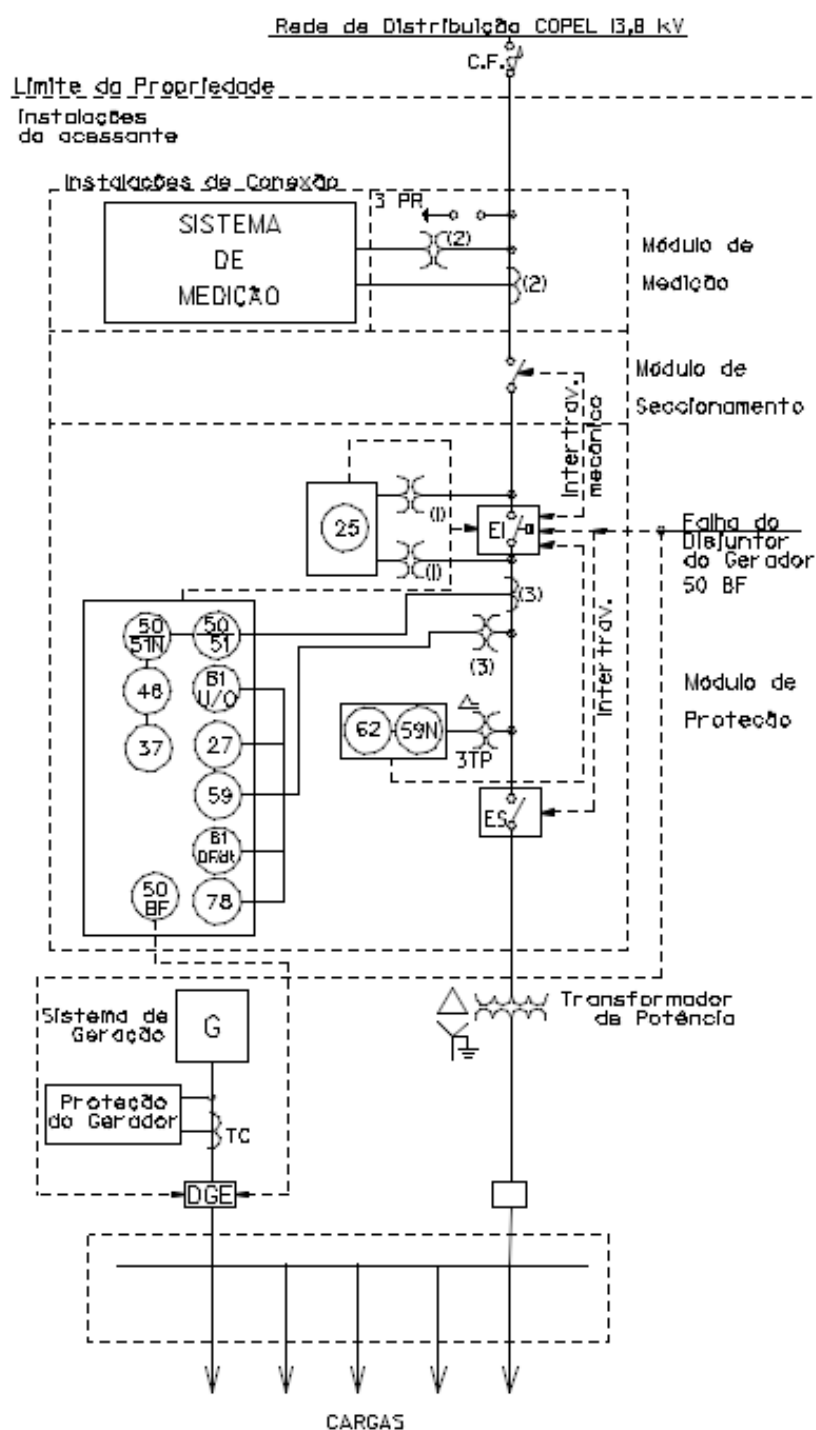 Rede de Distribuição COPEL 13,8 kV
C.F.
Limite da Propriedade
Instalações
da acessante
Instalações de Conexão
3 PR
SISTEMA
DE
MEDIÇÃO
(2)
(2)
Módulo de
Medição
Módulo de
Seccionamento
Intertrav.
mecânico
25
(1)
(1)
EI
Falha do
Disjuntor
do Gerador
50 BF
(3)
(3)
50
51N
50
51
46
81
U/O
37
27
59
81
DF/dt
50
BF
78
62
59N
3TP
Intertrav.
Módulo de
Proteção
ES
Sistema de
Geração
G
Transformador
de Potência
Proteção
do Gerador
TC
DGE
CARGAS